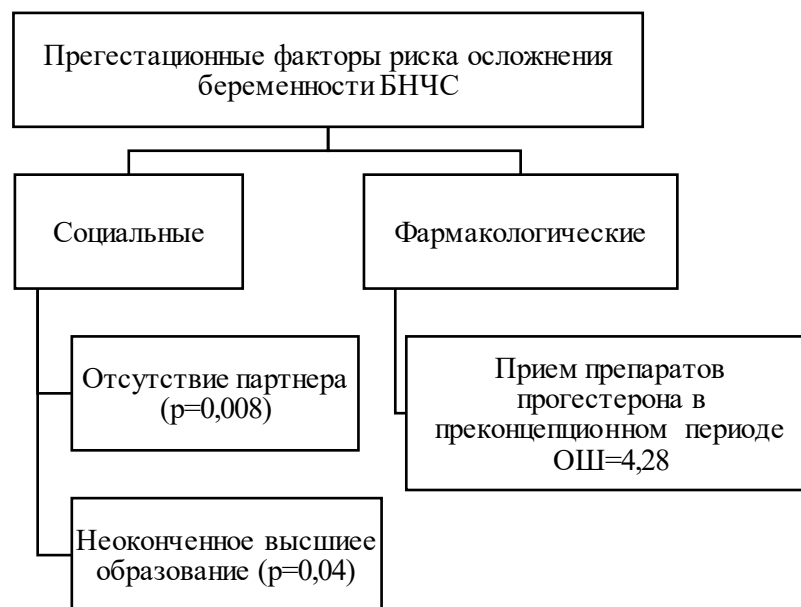 Прегестационные факторы риска осложнения
беременности БНЧС
Социальные
Фармакологические
Отсутствие партнера
(p=0,008)
Прием препаратов
прогестерона в
преконцепционном периоде
ОШ=4,28
Неоконченное высшиее
образование (p=0,04)